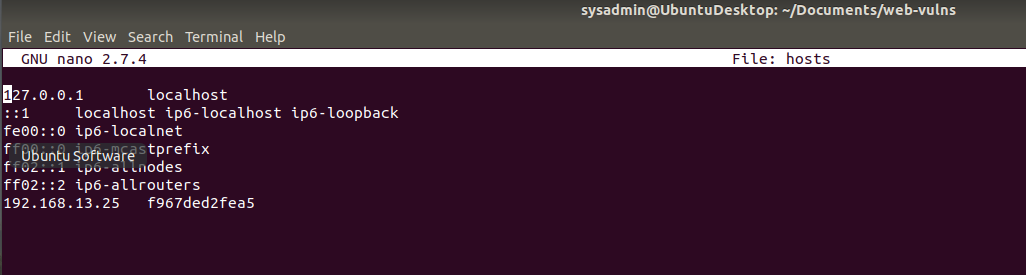 sysadmin@UbuntuDesktop: ~/Documents/web-vulns
File Edit View Search Terminal Help
GNU nano 2.7.4 File: hosts
127.0.0.1 localhost
::1 localhost ip6-localhost ip6-loopback
fe00::0 ip6-localnet
ff00::0 ip6-mcastprefix
Ubuntu Software
ff02::1 ip6-allnodes
ff02::2 ip6-allrouters
192.168.13.25 f967ded2fea5